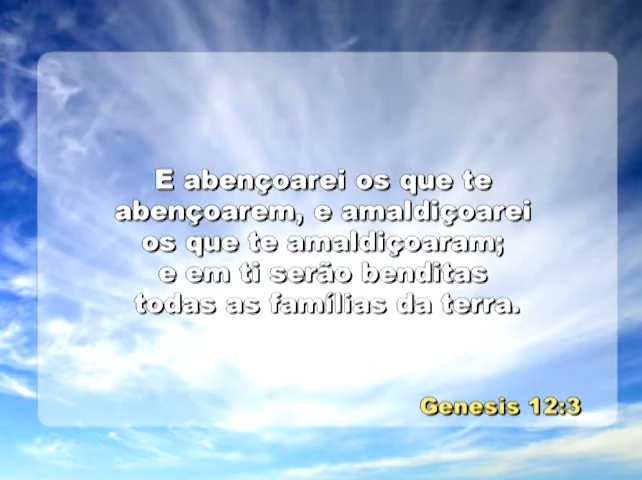 E abençoarei os que te
abençoarem, e amaldiçoarei
os que te amaldiçoaram;
e em ti serão benditas
todas as famílias da terra.
Genesis 12:3